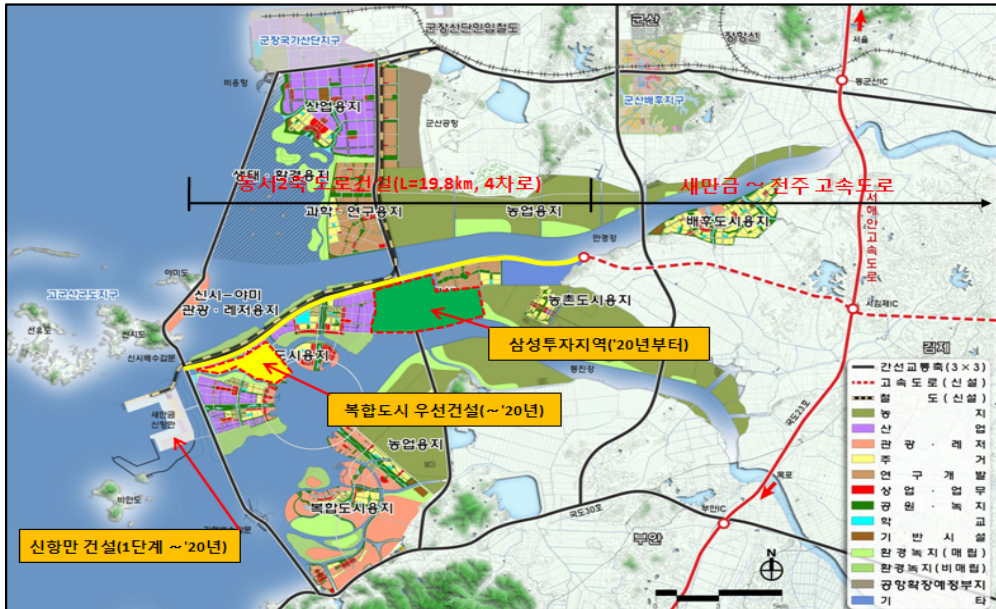 군장산단인입철도
군산
장항선
서울
군장국가산단지구
비응항
동군산IC
군산배후지구
산업용지
군산공항
생태·환경용지
동서2축 도로건설(L=19.8㎞, 4차로)
새만금 ~ 전주 고속도로
과학·연구용지
농업용지
배후도시용지
서해안고속도로
만경강
야미도
고군산군도지구
신시-야미
관광·레저용지
선유도
신시도
농촌도시용지
서김제IC
신시배수갑문
삼성투자지역('20년부터)
도시용지
김제
동진강
새만금
신항만
복합도시 우선건설(~'20년)
국도23호
농업용지
비안도
복합도시용지
목포
국도30호
부안IC
신항만 건설(1단계 ~'20년)
부안
N
간선교통축(3×3)
고속도로(신설)
철 도(신설)
농 지
산 업
관광·레저
주 거
연구개발
상업·업무
공원·녹지
학 교
기반시설
환경녹지(매립)
환경녹지(비매립)
공항확장예정부지
기 타